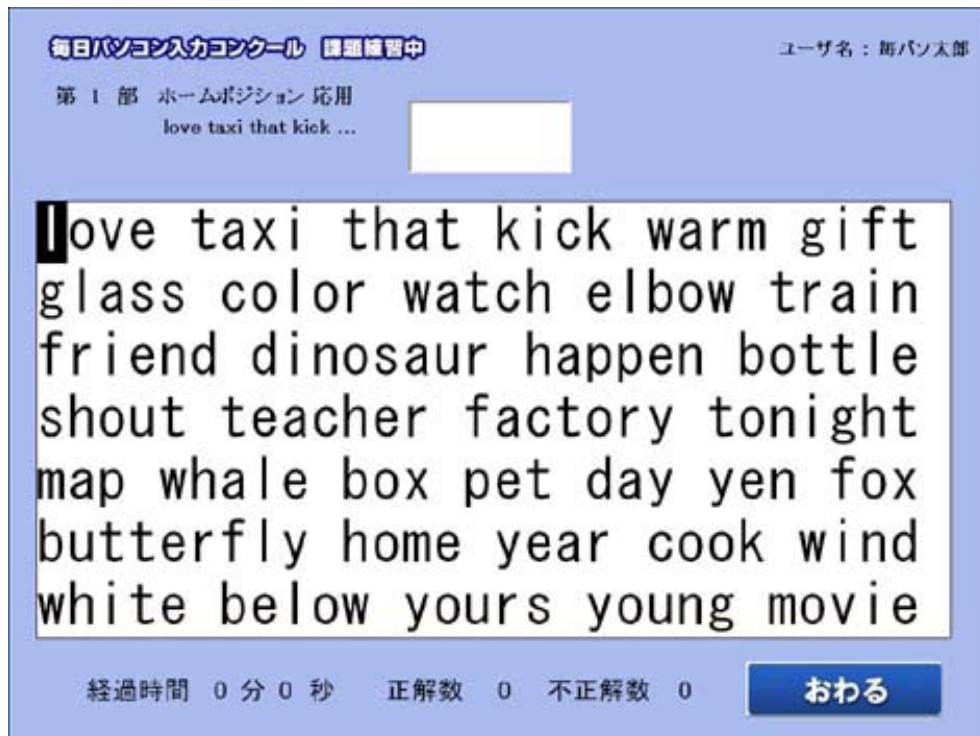 毎日パソコン入力コンクール 課題練習中
ユーザ名：毎パソ太郎
第 1 部 ホームポジション 応用
love taxi that kick ...
love taxi that kick warm gift
glass color watch elbow train
friend dinosaur happen bottle
shout teacher factory tonight
map whale box pet day yen fox
butterfly home year cook wind
white below yours young movie
経過時間 0 分 0 秒 正解数 0 不正解数 0
おわる